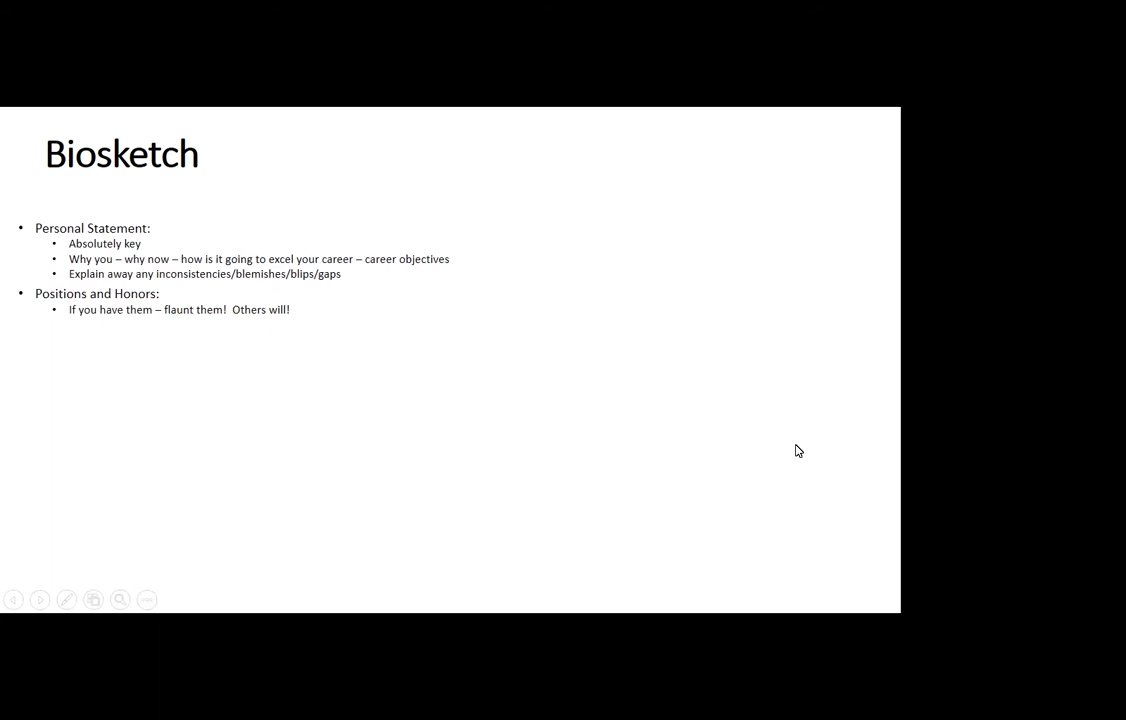 Biosketch
• Personal Statement:
• Absolutely key
• Why you – why now – how is it going to excel your career – career objectives
• Explain away any inconsistencies/blemishes/blips/gaps
• Positions and Honors:
• If you have them – flaunt them!  Others will!